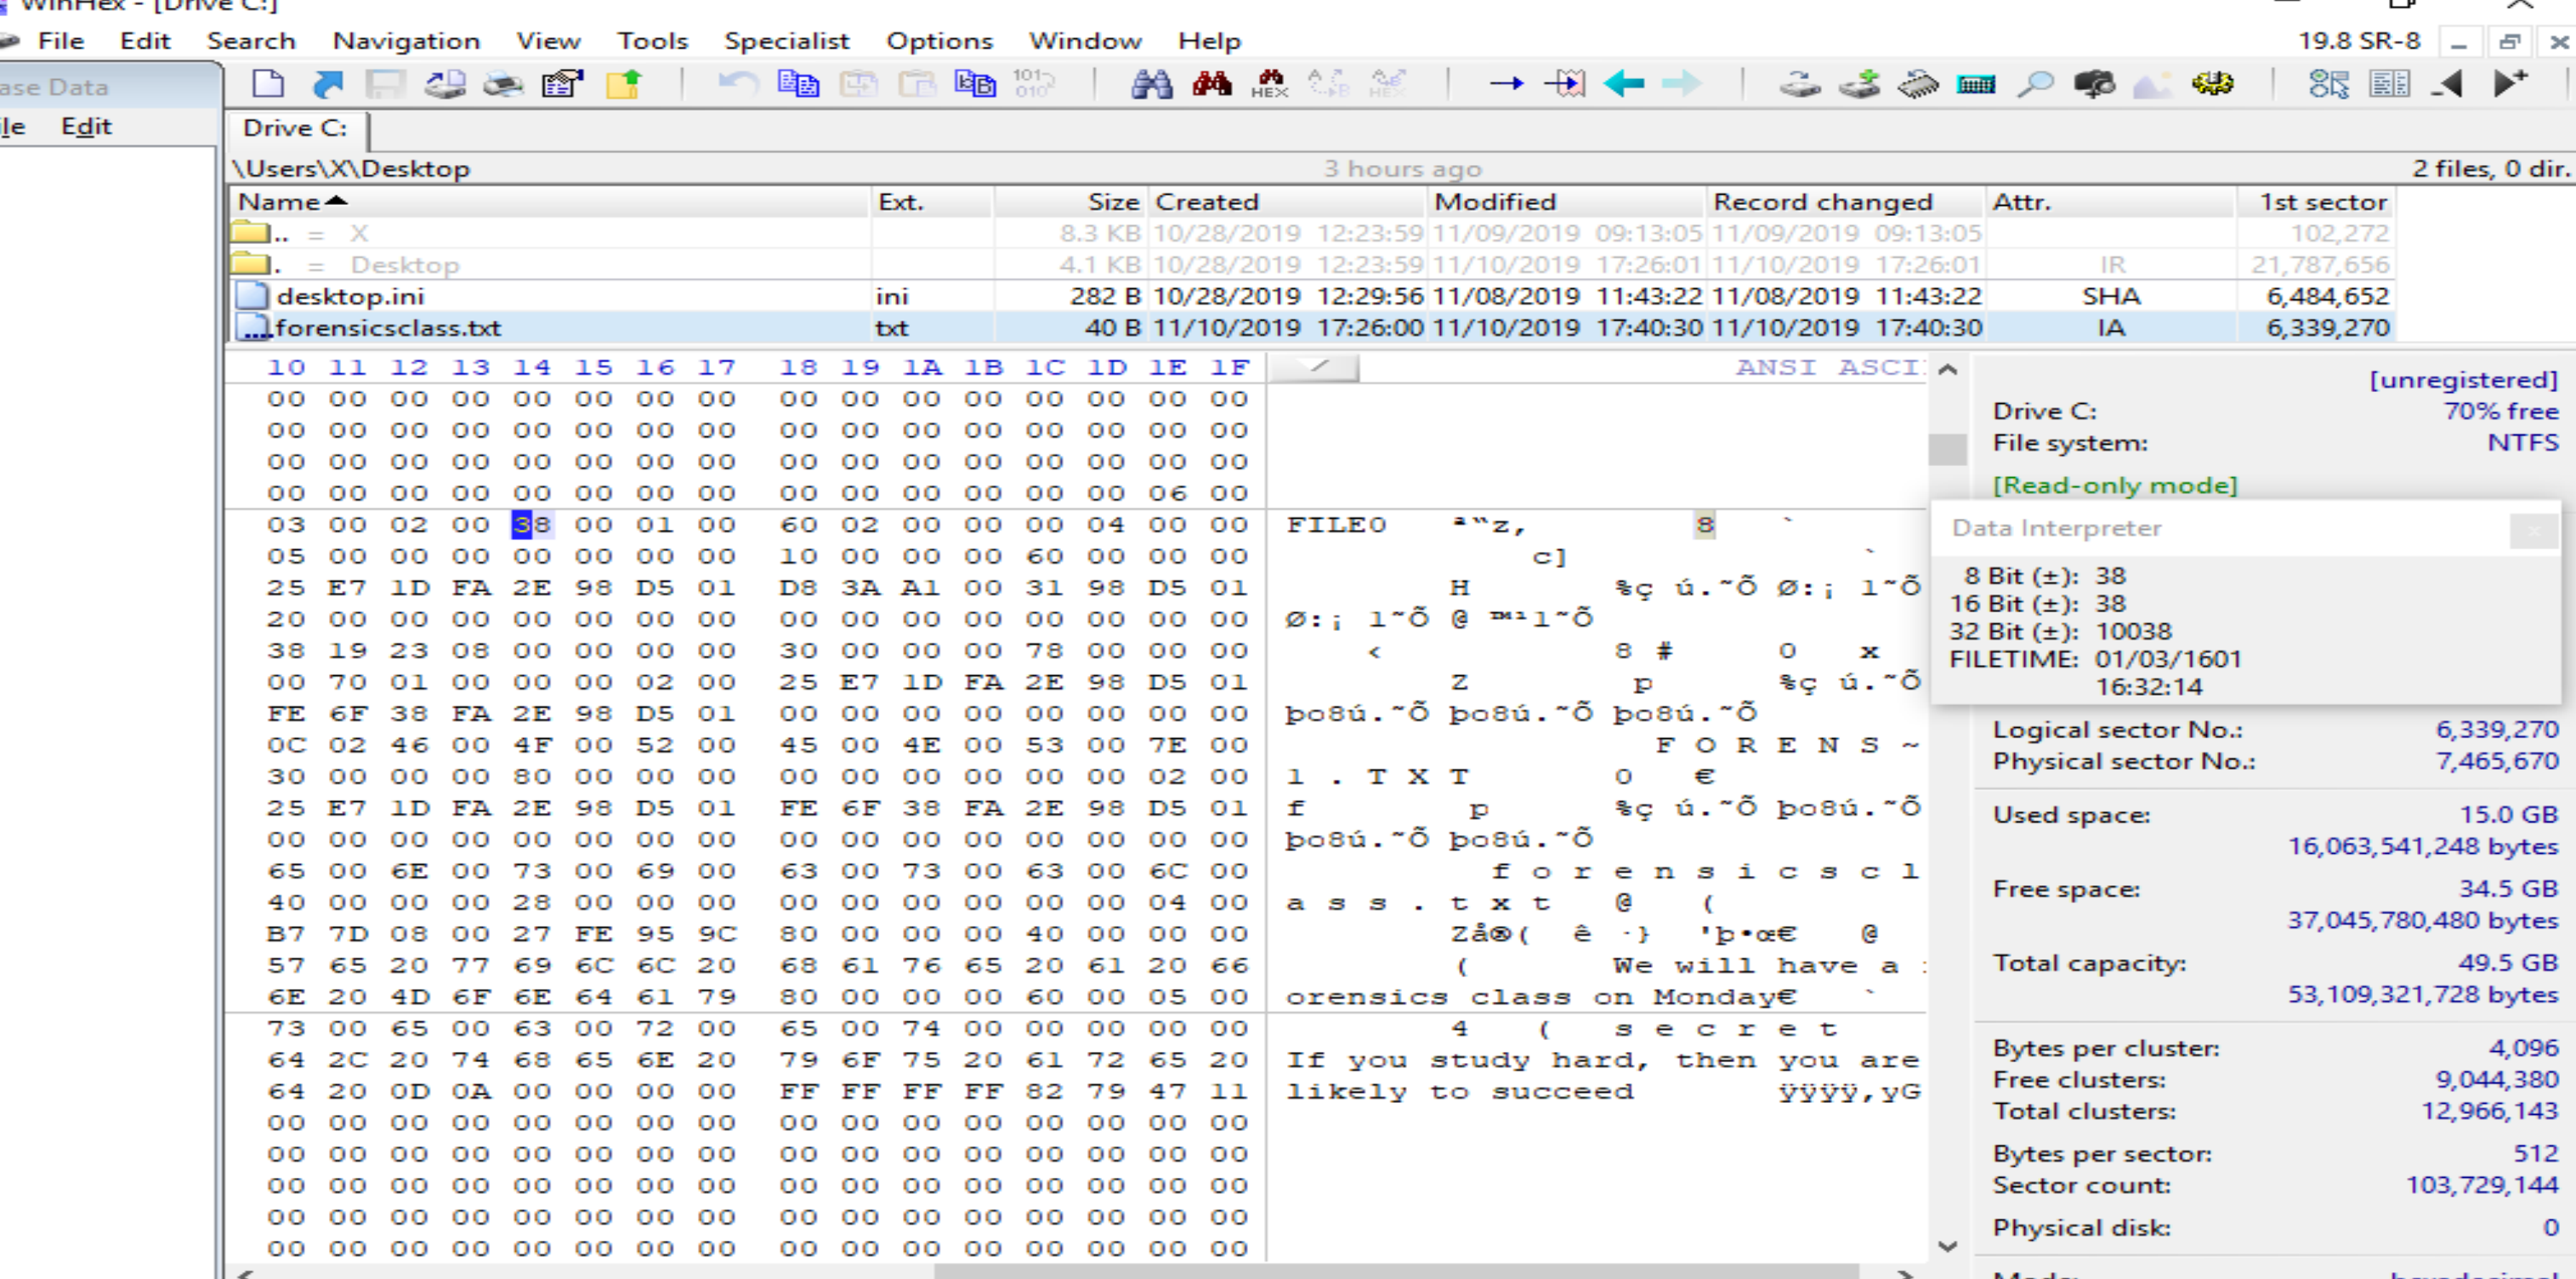 WinHex - [Drive C:]
File Edit Search Navigation View Tools Specialist Options Window Help 19.8 SR-8
ase Data
ile Edit
Drive C:
\Users\X\Desktop 3 hours ago 2 files, 0 dir.
Name Ext. Size Created Modified Record changed Attr. 1st sector
.. = X 8.3 KB 10/28/2019 12:23:59 11/09/2019 09:13:05 11/09/2019 09:13:05 102,272
. = Desktop 4.1 KB 10/28/2019 12:23:59 11/10/2019 17:26:01 11/10/2019 17:26:01 IR 21,787,656
desktop.ini ini 282 B 10/28/2019 12:29:56 11/08/2019 11:43:22 11/08/2019 11:43:22 SHA 6,484,652
forensicsclass.txt txt 40 B 11/10/2019 17:26:00 11/10/2019 17:40:30 11/10/2019 17:40:30 IA 6,339,270
10 11 12 13 14 15 16 17 18 19 1A 1B 1C 1D 1E 1F ANSI ASCI
00 00 00 00 00 00 00 00 00 00 00 00 00 00 00 00
00 00 00 00 00 00 00 00 00 00 00 00 00 00 00 00
00 00 00 00 00 00 00 00 00 00 00 00 00 00 00 00
00 00 00 00 00 00 00 00 00 00 00 00 00 00 06 00
03 00 02 00 38 00 01 00 60 02 00 00 00 04 00 00 FILE0 ª"z, 8 `
05 00 00 00 00 00 00 00 10 00 00 00 60 00 00 00 c] `
25 E7 1D FA 2E 98 D5 01 D8 3A A1 00 31 98 D5 01 H %ç ú.˜Õ Ø:¡ 1˜Õ
20 00 00 00 00 00 00 00 00 00 00 00 00 00 00 00 Ø:¡ 1˜Õ @ ™¹1˜Õ
38 19 23 08 00 00 00 00 30 00 00 00 78 00 00 00 < 8 # 0 x
00 70 01 00 00 00 02 00 25 E7 1D FA 2E 98 D5 01 Z p %ç ú.˜Õ
FE 6F 38 FA 2E 98 D5 01 00 00 00 00 00 00 00 00 þo8ú.˜Õ þo8ú.˜Õ þo8ú.˜Õ
0C 02 46 00 4F 00 52 00 45 00 4E 00 53 00 7E 00 F O R E N S ~
30 00 00 00 80 00 00 00 00 00 00 00 00 00 02 00 1 . T X T 0 €
25 E7 1D FA 2E 98 D5 01 FE 6F 38 FA 2E 98 D5 01 f p %ç ú.˜Õ þo8ú.˜Õ
00 00 00 00 00 00 00 00 00 00 00 00 00 00 00 00 þo8ú.˜Õ þo8ú.˜Õ
65 00 6E 00 73 00 69 00 63 00 73 00 63 00 6C 00 f o r e n s i c s c l
40 00 00 00 28 00 00 00 00 00 00 00 00 00 04 00 a s s . t x t @ (
B7 7D 08 00 27 FE 95 9C 80 00 00 00 40 00 00 00 Zå®( ê ·} 'þ•œ€ @
57 65 20 77 69 6C 6C 20 68 61 76 65 20 61 20 66 ( We will have a
6E 20 4D 6F 6E 64 61 79 80 00 00 00 60 00 05 00 orensics class on Monday€ `
73 00 65 00 63 00 72 00 65 00 74 00 00 00 00 00 4 ( s e c r e t
64 2C 20 74 68 65 6E 20 79 6F 75 20 61 72 65 20 If you study hard, then you are
64 20 0D 0A 00 00 00 00 FF FF FF FF 82 79 47 11 likely to succeed ÿÿÿÿ‚yG
00 00 00 00 00 00 00 00 00 00 00 00 00 00 00 00
00 00 00 00 00 00 00 00 00 00 00 00 00 00 00 00
00 00 00 00 00 00 00 00 00 00 00 00 00 00 00 00
00 00 00 00 00 00 00 00 00 00 00 00 00 00 00 00
00 00 00 00 00 00 00 00 00 00 00 00 00 00 00 00
[unregistered]
Drive C: 70% free
File system: NTFS
[Read-only mode]
Data Interpreter
8 Bit (±): 38
16 Bit (±): 38
32 Bit (±): 10038
FILETIME: 01/03/1601
16:32:14
Logical sector No.: 6,339,270
Physical sector No.: 7,465,670
Used space: 15.0 GB
16,063,541,248 bytes
Free space: 34.5 GB
37,045,780,480 bytes
Total capacity: 49.5 GB
53,109,321,728 bytes
Bytes per cluster: 4,096
Free clusters: 9,044,380
Total clusters: 12,966,143
Bytes per sector: 512
Sector count: 103,729,144
Physical disk: 0
Mode: hexadecimal